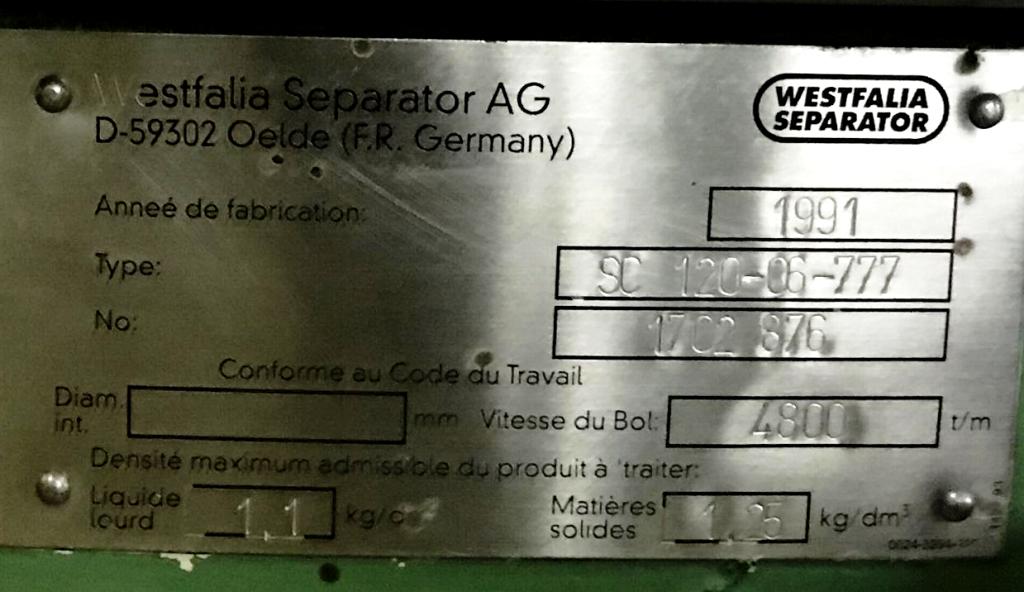 Westfalia Separator AG
D-59302 Oelde (F.R. Germany)
WESTFALIA
SEPARATOR
Anneé de fabrication: 1991
Type: SC 120-06-777
No: 1702 876
Conforme au Code du Travail
Diam. int. mm Vitesse du Bol: 4800 t/m
Densité maximum admissible du produit à traiter:
Liquide lourd 1,1 Matières solides 1,25 kg/dm³